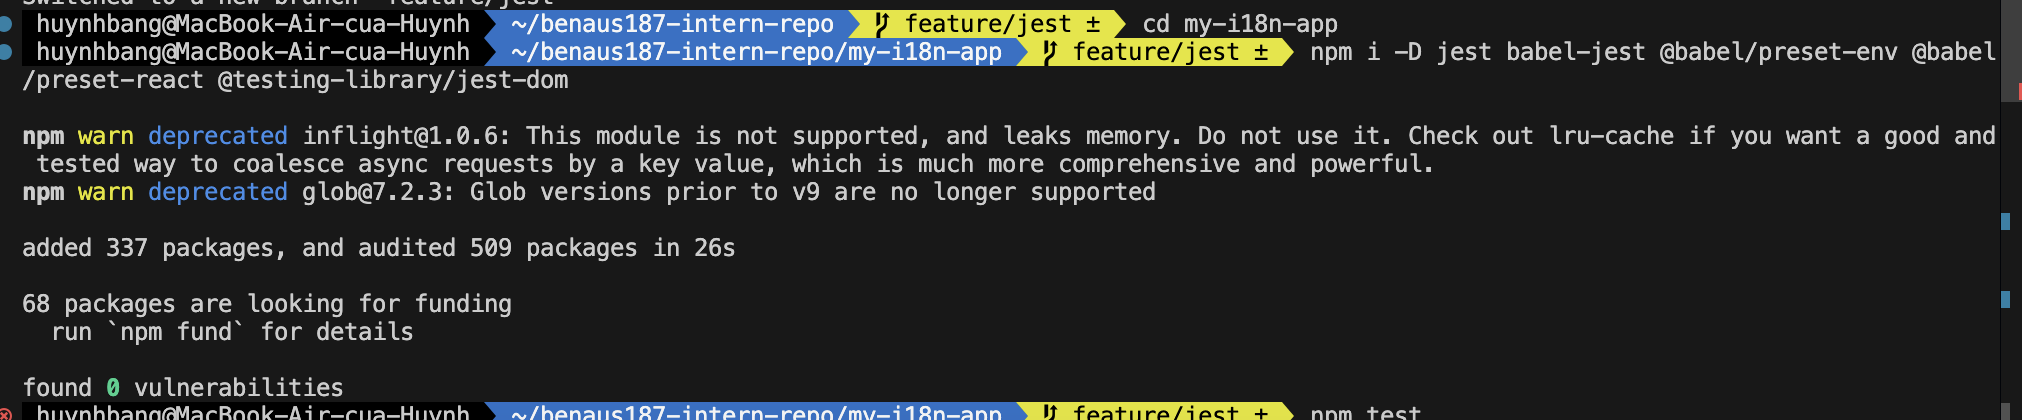 Switched to a new branch 'feature/jest'
huynhbang@MacBook-Air-cua-Huynh ~/benaus187-intern-repo feature/jest ± cd my-i18n-app
huynhbang@MacBook-Air-cua-Huynh ~/benaus187-intern-repo/my-i18n-app feature/jest ± npm i -D jest babel-jest @babel/preset-env @babel
/preset-react @testing-library/jest-dom
npm warn deprecated inflight@1.0.6: This module is not supported, and leaks memory. Do not use it. Check out lru-cache if you want a good and
tested way to coalesce async requests by a key value, which is much more comprehensive and powerful.
npm warn deprecated glob@7.2.3: Glob versions prior to v9 are no longer supported
added 337 packages, and audited 509 packages in 26s
68 packages are looking for funding
run `npm fund` for details
found 0 vulnerabilities
huynhbang@MacBook-Air-cua-Huynh ~/benaus187-intern-repo/my-i18n-app feature/jest ± npm test